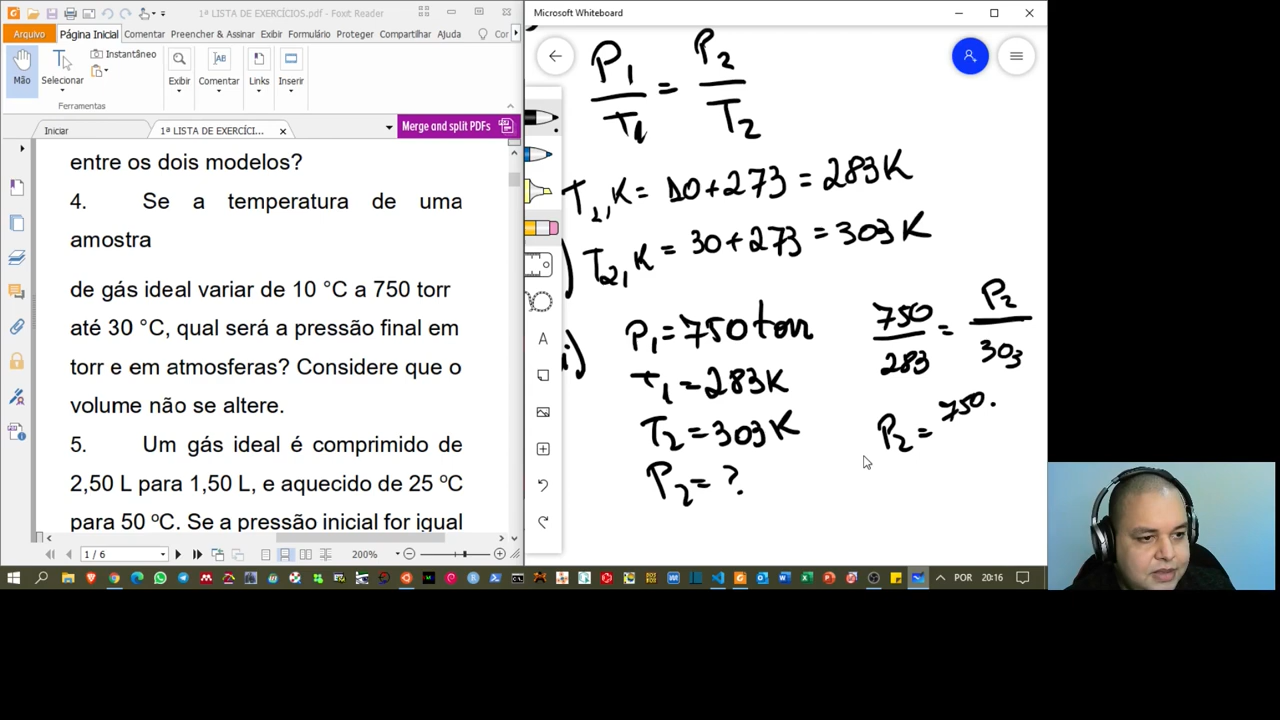 1ª LISTA DE EXERCÍCIOS.pdf - Foxit Reader
Arquivo Página Inicial Comentar Preencher & Assinar Exibir Formulário Proteger Compartilhar Ajuda Cor
Mão Selecionar Instantâneo Exibir Comentar Links Inserir
Ferramentas
Iniciar 1ª LISTA DE EXERCÍCI... Merge and split PDFs
entre os dois modelos?
4. Se a temperatura de uma
amostra
de gás ideal variar de 10 °C a 750 torr
até 30 °C, qual será a pressão final em
torr e em atmosferas? Considere que o
volume não se altere.
5. Um gás ideal é comprimido de
2,50 L para 1,50 L, e aquecido de 25 ºC
para 50 ºC. Se a pressão inicial for igual
1 / 6 200%
Microsoft Whiteboard
P1/T1 = P2/T2
T1, K = 10+273 = 283K
) T2, K = 30+273 = 303K
i) P1 = 750 torr
T1 = 283K
T2 = 303K
P2 = ?
750/283 = P2/303
P2 = 750.
POR 20:16